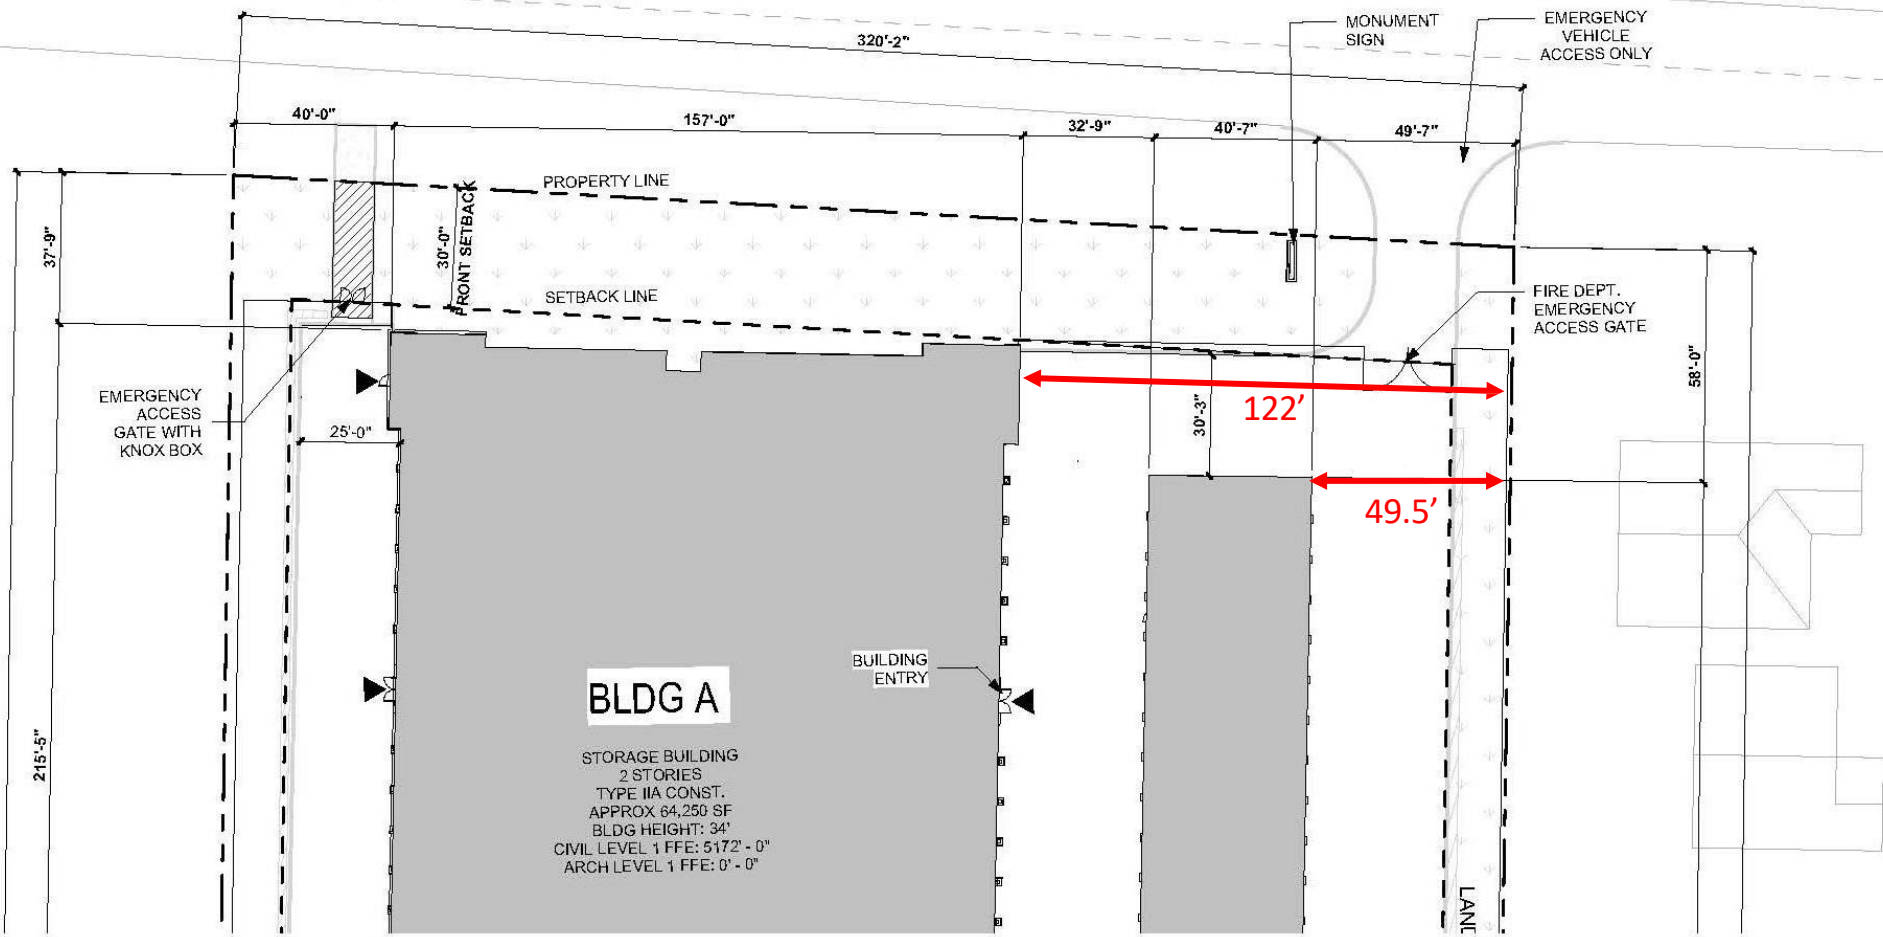 MONUMENT
SIGN
EMERGENCY
VEHICLE
ACCESS ONLY
320'-2"
40'-0"
157'-0"
32'-9"
40'-7"
49'-7"
PROPERTY LINE
30'-0"
FRONT SETBACK
SETBACK LINE
37'-9"
FIRE DEPT.
EMERGENCY
ACCESS GATE
58'-0"
EMERGENCY
ACCESS
GATE WITH
KNOX BOX
25'-0"
122’
30'-3"
49.5’
BUILDING
ENTRY
BLDG A
STORAGE BUILDING
2 STORIES
TYPE IIA CONST.
APPROX 64,250 SF
BLDG HEIGHT: 34'
CIVIL LEVEL 1 FFE: 5172' - 0"
ARCH LEVEL 1 FFE: 0' - 0"
215'-5"